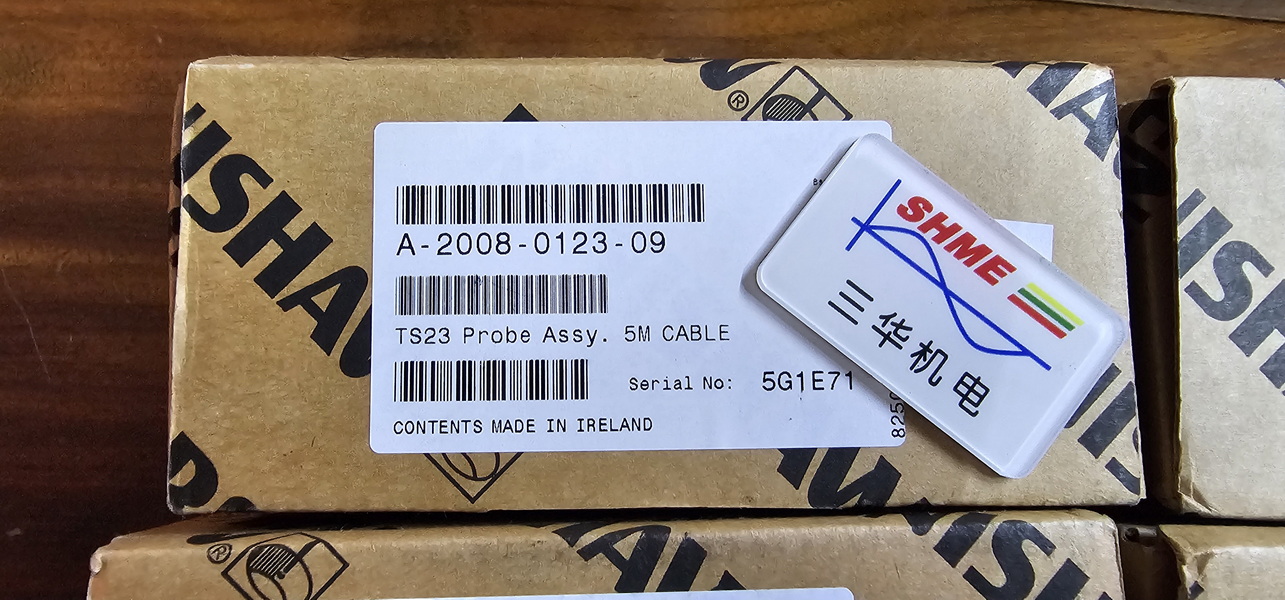 A-2008-0123-09
TS23 Probe Assy. 5M CABLE
Serial No: 5G1E71
CONTENTS MADE IN IRELAND
SHME
三华机电